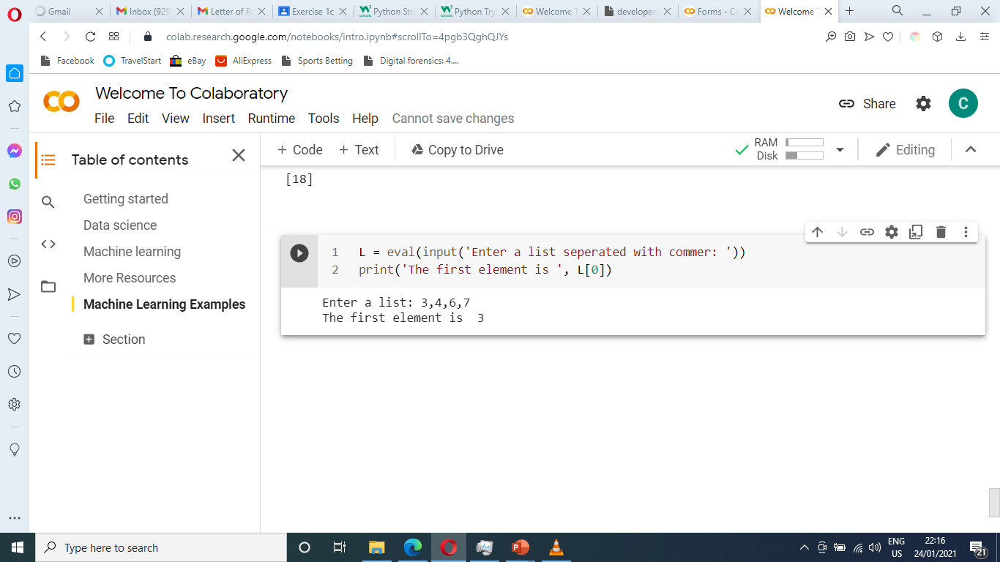 Gmail
Inbox (929
Letter of R
Exercise 1c
Python Stri
Python Try
Welcome T
developer
Forms - Co
Welcome T
colab.research.google.com/notebooks/intro.ipynb#scrollTo=4pgb3QghQJYs
Facebook
TravelStart
eBay
AliExpress
Sports Betting
Digital forensics: 4....
Welcome To Colaboratory
File Edit View Insert Runtime Tools Help Cannot save changes
Share
C
Table of contents
+ Code + Text Copy to Drive
RAM
Disk
Editing
Getting started
Data science
Machine learning
More Resources
Machine Learning Examples
Section
[18]
1 L = eval(input('Enter a list seperated with commer: '))
2 print('The first element is ', L[0])
Enter a list: 3,4,6,7
The first element is  3
Type here to search
ENG
US
22:16
24/01/2021
21